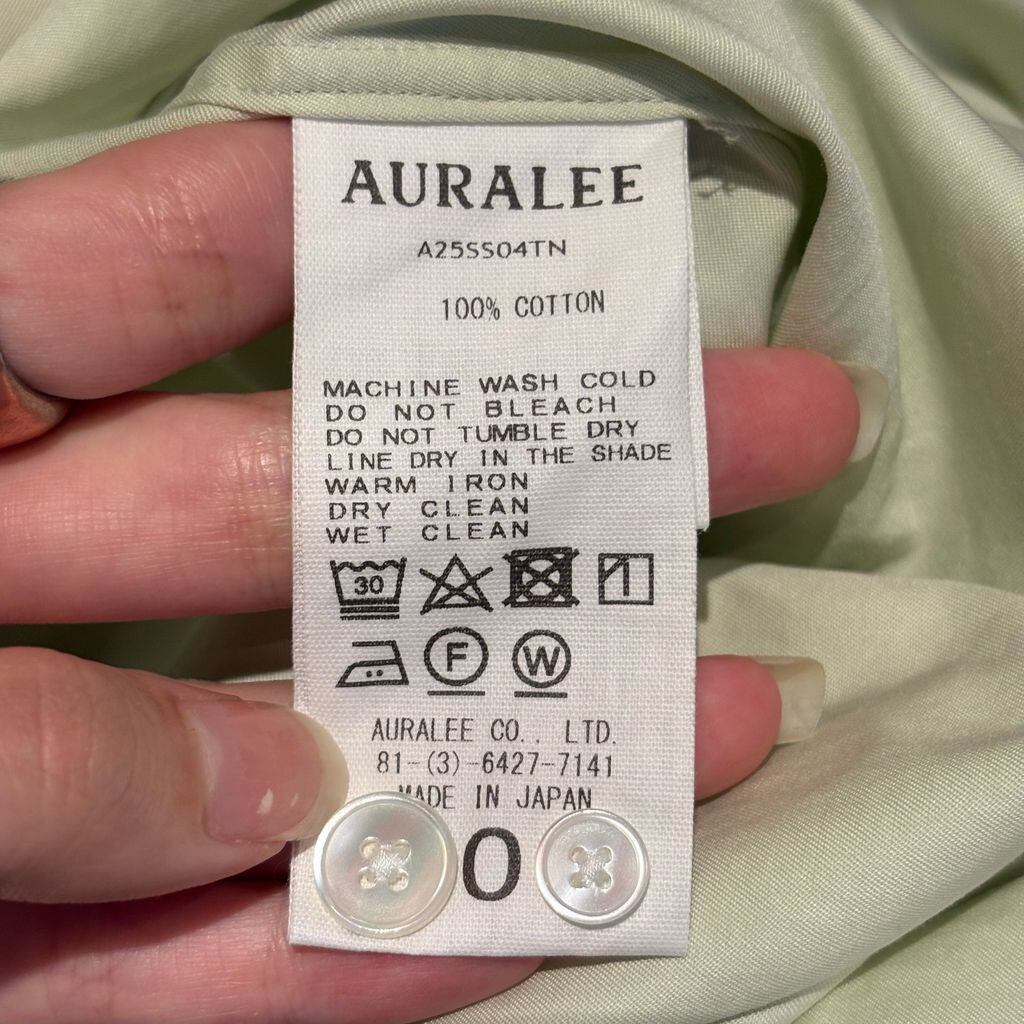 AURALEE
A25SS04TN
100% COTTON
MACHINE WASH COLD
DO NOT BLEACH
DO NOT TUMBLE DRY
LINE DRY IN THE SHADE
WARM IRON
DRY CLEAN
WET CLEAN
30
F W
AURALEE CO., LTD.
81-(3)-6427-7141
MADE IN JAPAN
0